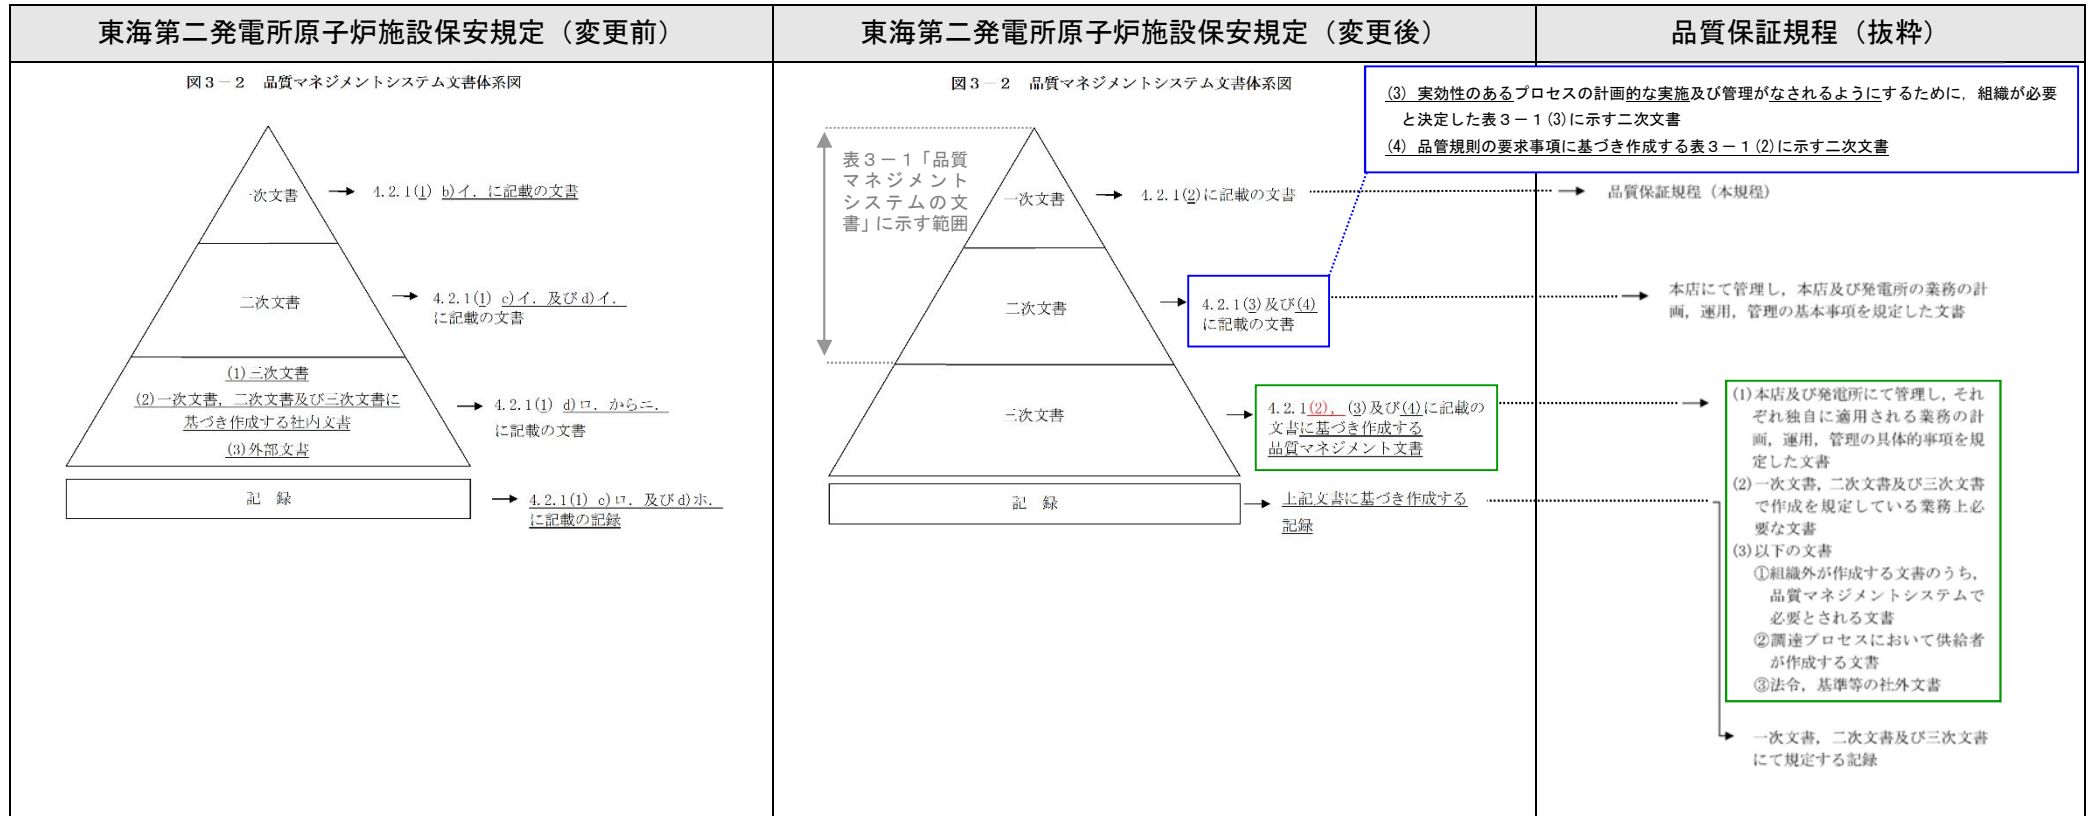 東海第二発電所原子炉施設保安規定（変更前）
図３－２　品質マネジメントシステム文書体系図
一次文書
4.2.1(1) b)イ．に記載の文書
二次文書
4.2.1(1) c)イ．及びd)イ．
に記載の文書
(1)三次文書
(2)一次文書，二次文書及び三次文書に
基づき作成する社内文書
(3)外部文書
4.2.1(1) d)ロ．からニ．
に記載の文書
記　録
4.2.1(1) c)ロ．及びd)ホ．
に記載の記録
東海第二発電所原子炉施設保安規定（変更後）
図３－２　品質マネジメントシステム文書体系図
表３－１「品質
マネジメント
システムの文
書」に示す範囲
一次文書
4.2.1(2)に記載の文書
二次文書
4.2.1(3)及び(4)
に記載の文書
三次文書
4.2.1(2)，(3)及び(4)に記載の
文書に基づき作成する
品質マネジメント文書
記　録
上記文書に基づき作成する
記録
品質保証規程（抜粋）
(3) 実効性のあるプロセスの計画的な実施及び管理がなされるようにするために，組織が必要
と決定した表３－１(3)に示す二次文書
(4) 品管規則の要求事項に基づき作成する表３－１(2)に示す二次文書
品質保証規程（本規程）
本店にて管理し，本店及び発電所の業務の計
画，運用，管理の基本事項を規定した文書
(1)本店及び発電所にて管理し，それ
ぞれ独自に適用される業務の計
画，運用，管理の具体的事項を規
定した文書
(2)一次文書，二次文書及び三次文書
で作成を規定している業務上必
要な文書
(3)以下の文書
①組織外が作成する文書のうち，
品質マネジメントシステムで
必要とされる文書
②調達プロセスにおいて供給者
が作成する文書
③法令，基準等の社外文書
一次文書，二次文書及び三次文書
にて規定する記録